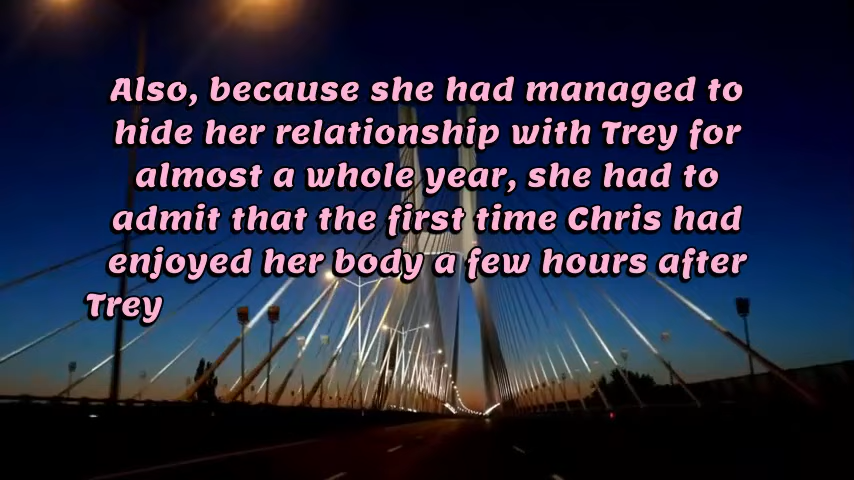 Also, because she had managed to
hide her relationship with Trey for
almost a whole year, she had to
admit that the first time Chris had
enjoyed her body a few hours after
Trey